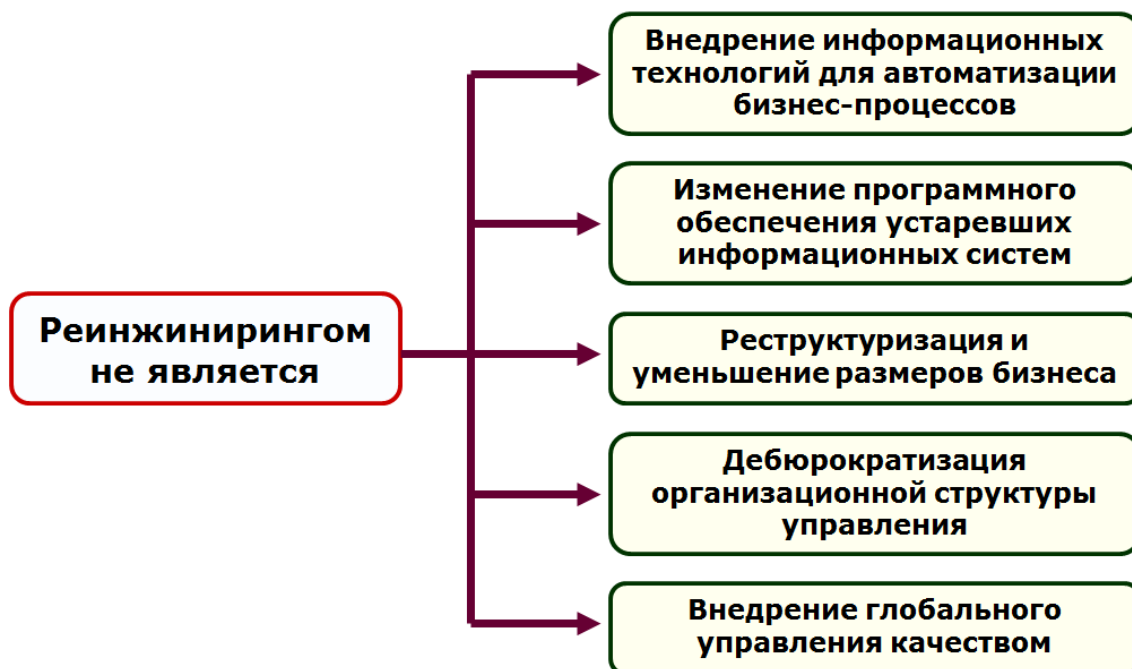 Реинжинирингом
не является
Внедрение информационных
технологий для автоматизации
бизнес-процессов
Изменение программного
обеспечения устаревших
информационных систем
Реструктуризация и
уменьшение размеров бизнеса
Дебюрократизация
организационной структуры
управления
Внедрение глобального
управления качеством